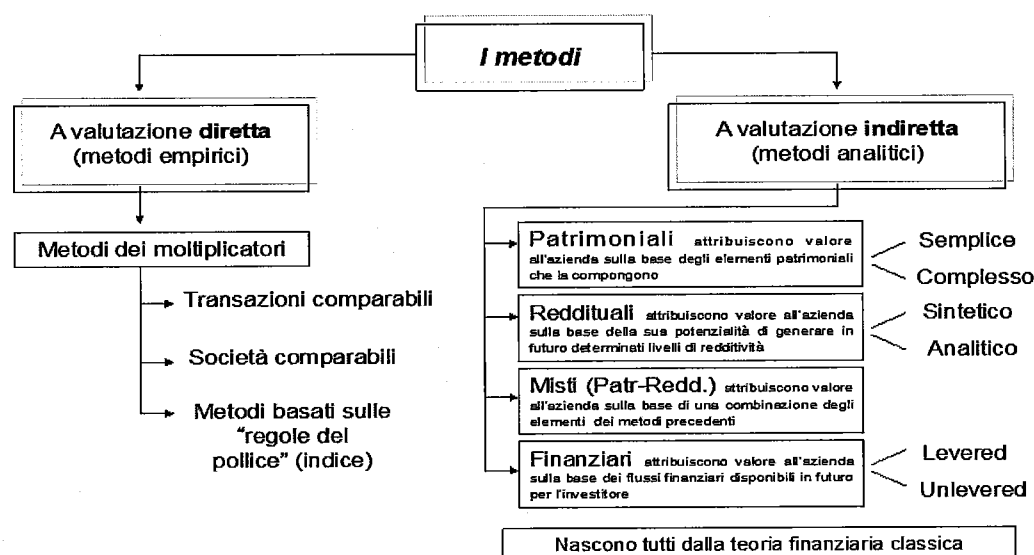 I metodi
A valutazione diretta
(metodi empirici)
A valutazione indiretta
(metodi analitici)
Metodi dei moltiplicatori
Transazioni comparabili
Società comparabili
Metodi basati sulle
“regole del
pollice” (indice)
Patrimoniali attribuiscono valore
all'azienda sulla base degli elementi patrimoniali
che la compongono
Semplice
Complesso
Reddituali attribuiscono valore all'azienda
sulla base della sua potenzialità di generare in
futuro determinati livelli di redditività
Sintetico
Analitico
Misti (Patr-Redd.) attribuiscono valore
all'azienda sulla base di una combinazione degli
elementi dei metodi precedenti
Finanziari attribuiscono valore all'azienda
sulla base dei flussi finanziari disponibili in futuro
per l'investitore
Levered
Unlevered
Nascono tutti dalla teoria finanziaria classica